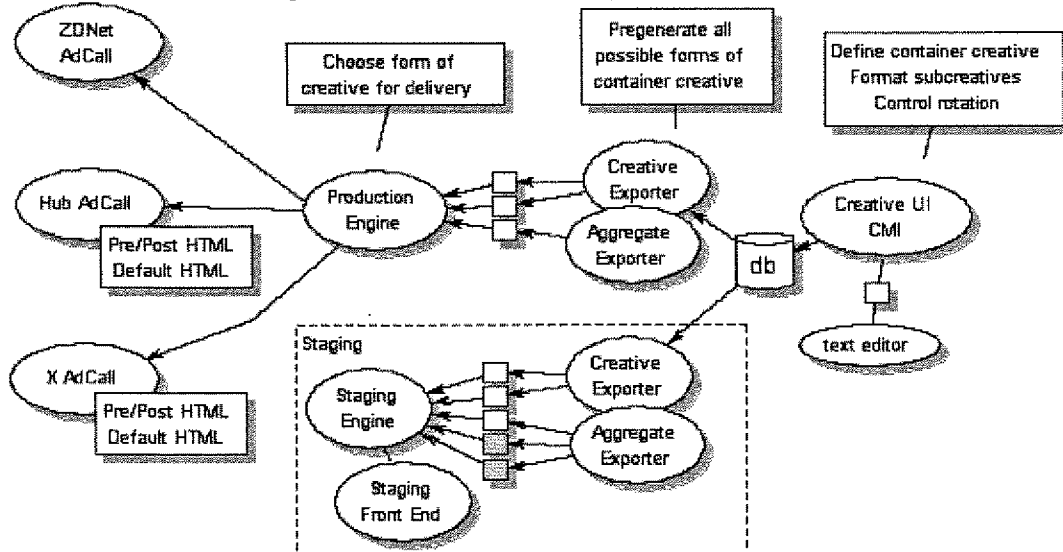 ZDNet
AdCall
Choose form of
creative for delivery
Pregenerate all
possible forms of
container creative
Define container creative
Format subcreatives
Control rotation
Hub AdCall
Pre/Post HTML
Default HTML
Production
Engine
Creative
Exporter
Aggregate
Exporter
db
Creative UI
CMI
text editor
X AdCall
Pre/Post HTML
Default HTML
Staging
Staging
Engine
Creative
Exporter
Aggregate
Exporter
Staging
Front End